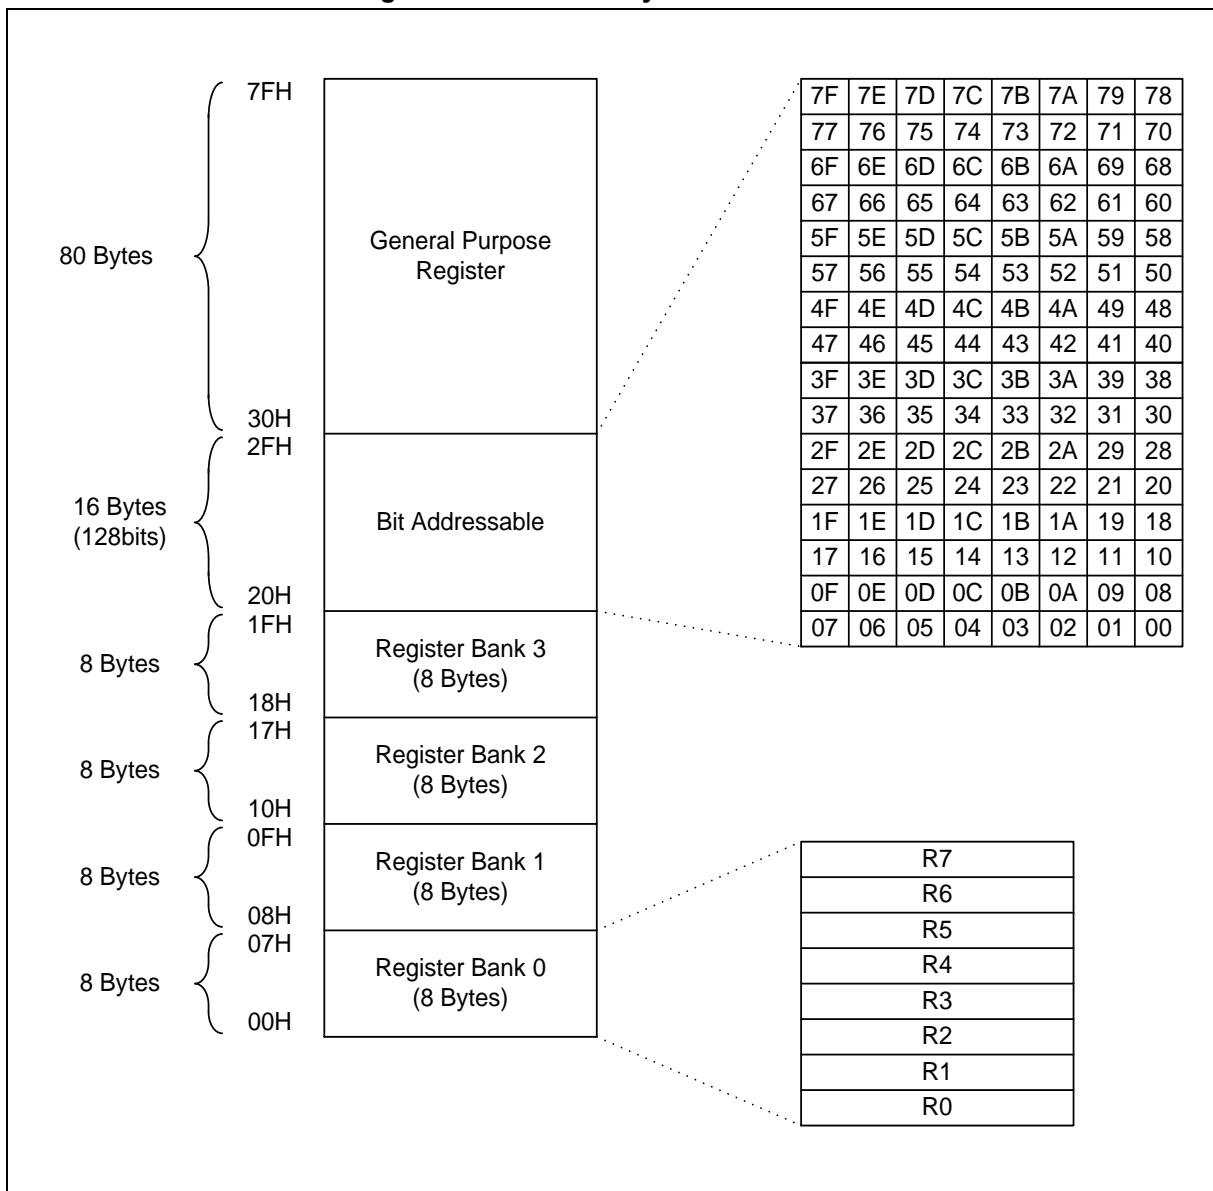 7FH
80 Bytes
General Purpose
Register
30H
2FH
16 Bytes
(128bits)
Bit Addressable
20H
1FH
8 Bytes
Register Bank 3
(8 Bytes)
18H
17H
8 Bytes
Register Bank 2
(8 Bytes)
10H
0FH
8 Bytes
Register Bank 1
(8 Bytes)
08H
07H
8 Bytes
Register Bank 0
(8 Bytes)
00H
7F 7E 7D 7C 7B 7A 79 78
77 76 75 74 73 72 71 70
6F 6E 6D 6C 6B 6A 69 68
67 66 65 64 63 62 61 60
5F 5E 5D 5C 5B 5A 59 58
57 56 55 54 53 52 51 50
4F 4E 4D 4C 4B 4A 49 48
47 46 45 44 43 42 41 40
3F 3E 3D 3C 3B 3A 39 38
37 36 35 34 33 32 31 30
2F 2E 2D 2C 2B 2A 29 28
27 26 25 24 23 22 21 20
1F 1E 1D 1C 1B 1A 19 18
17 16 15 14 13 12 11 10
0F 0E 0D 0C 0B 0A 09 08
07 06 05 04 03 02 01 00
R7
R6
R5
R4
R3
R2
R1
R0